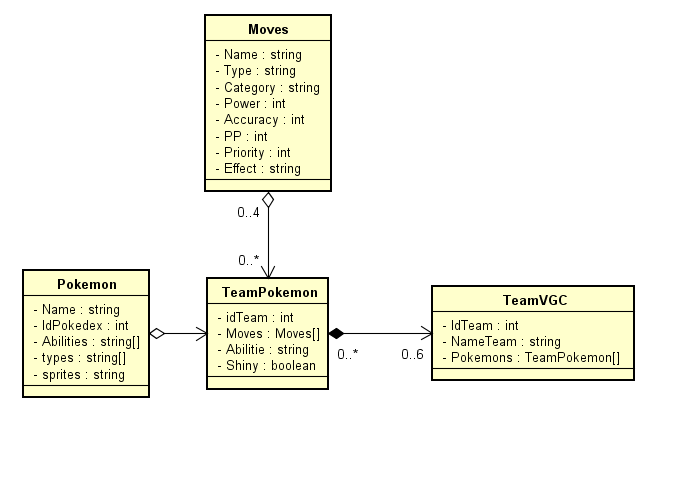 Moves
- Name : string
- Type : string
- Category : string
- Power : int
- Accuracy : int
- PP : int
- Priority : int
- Effect : string
0..4
0..*
Pokemon
- Name : string
- IdPokedex : int
- Abilities : string[]
- types : string[]
- sprites : string
TeamPokemon
- idTeam : int
- Moves : Moves[]
- Abilitie : string
- Shiny : boolean
0..*
0..6
TeamVGC
- IdTeam : int
- NameTeam : string
- Pokemons : TeamPokemon[]